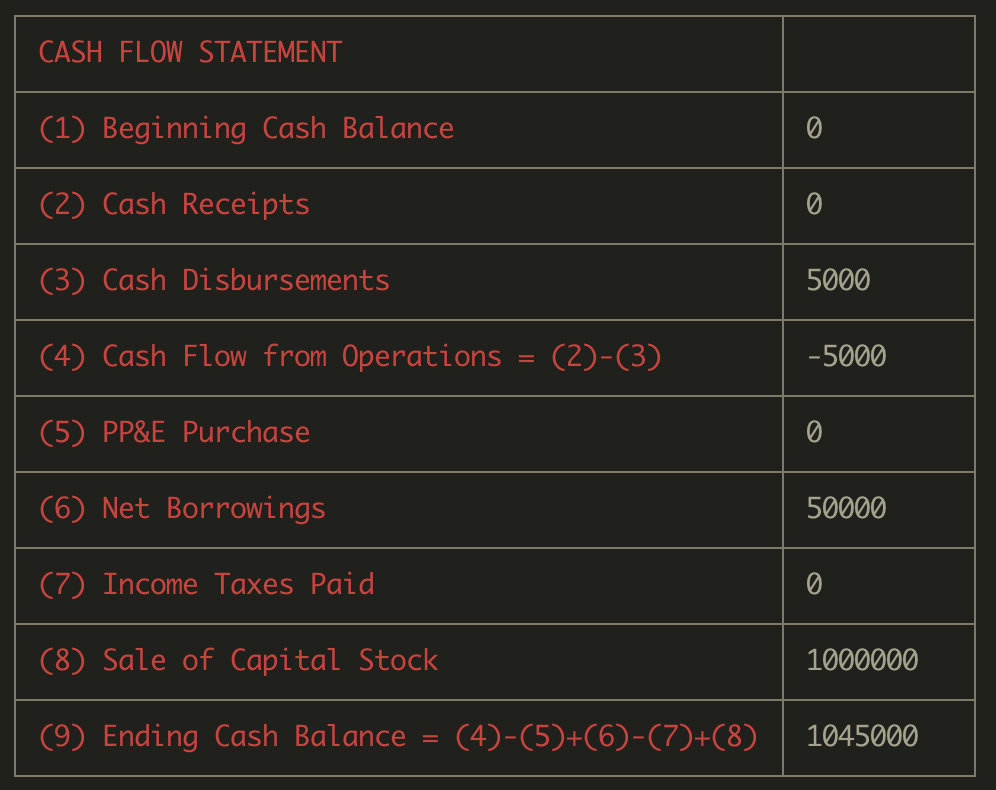 CASH FLOW STATEMENT
(1) Beginning Cash Balance 0
(2) Cash Receipts 0
(3) Cash Disbursements 5000
(4) Cash Flow from Operations = (2)-(3) -5000
(5) PP&E Purchase 0
(6) Net Borrowings 50000
(7) Income Taxes Paid 0
(8) Sale of Capital Stock 1000000
(9) Ending Cash Balance = (4)-(5)+(6)-(7)+(8) 1045000